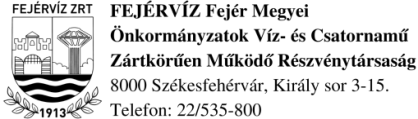 FEJÉRVÍZ ZRT
1913
FEJÉRVÍZ Fejér Megyei
Önkormányzatok Víz- és Csatornamű
Zártkörűen Működő Részvénytársaság
8000 Székesfehérvár, Király sor 3-15.
Telefon: 22/535-800